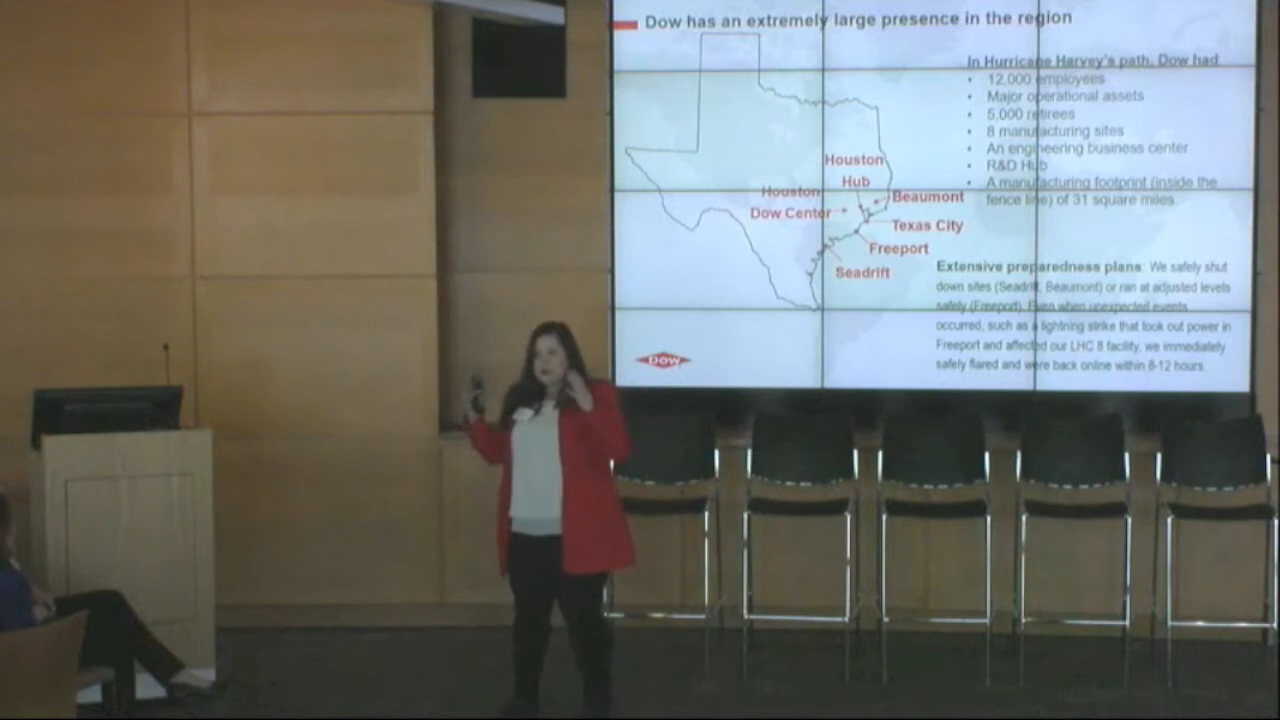 Dow has an extremely large presence in the region
In Hurricane Harvey's path, Dow had
• 12,000 employees
• Major operational assets
• 5,000 retirees
• 8 manufacturing sites
• An engineering business center
• R&D Hub
• A manufacturing footprint (inside the
fence line) of 31 square miles.
Houston
Hub
Houston
Dow Center
Beaumont
Texas City
Freeport
Seadrift
Extensive preparedness plans: We safely shut
down sites (Seadrift, Beaumont) or ran at adjusted levels
safely (Freeport). Even when unexpected events
occurred, such as a lightning strike that took out power in
Freeport and affected our LHC 8 facility, we immediately
safely flared and were back online within 8-12 hours.
DOW